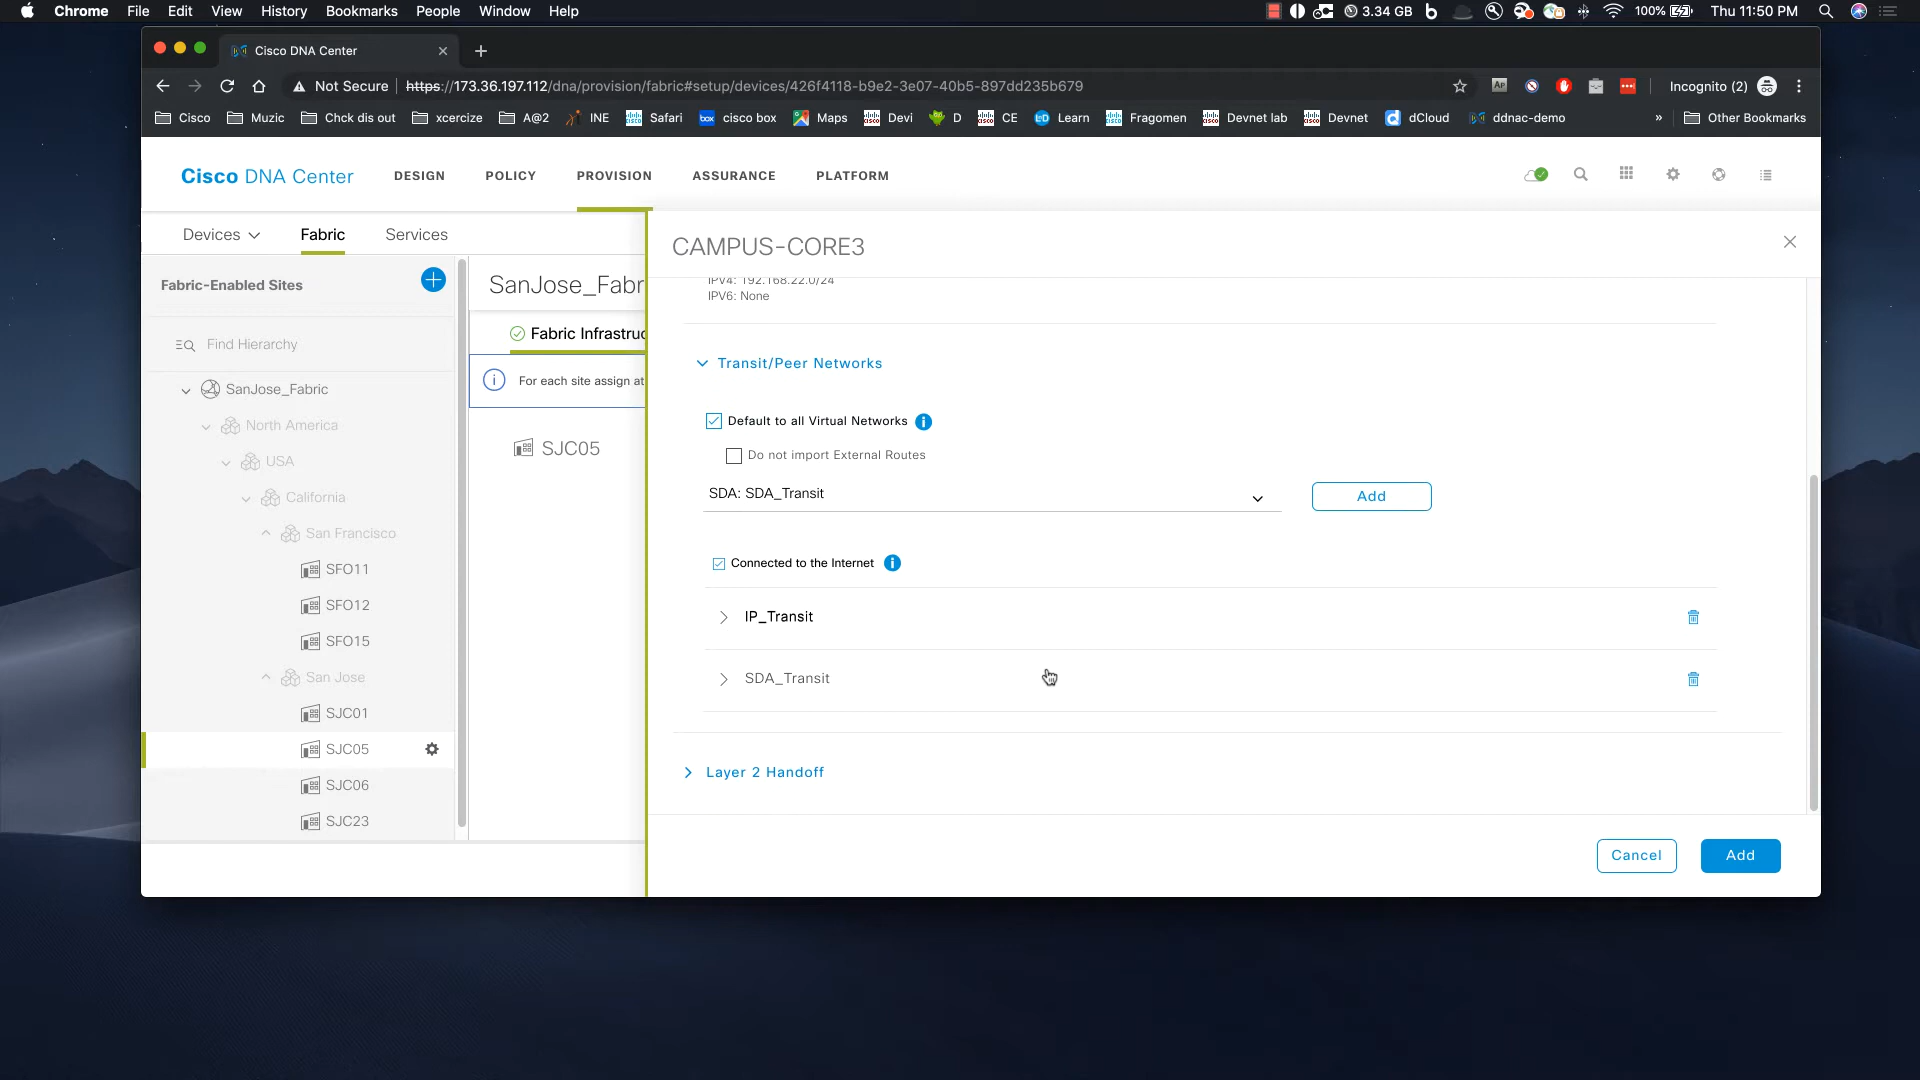 Chrome File Edit View History Bookmarks People Window Help 3.34 GB 100% Thu 11:50 PM
Cisco DNA Center
Not Secure https://173.36.197.112/dna/provision/fabric#setup/devices/426f4118-b9e2-3e07-40b5-897dd235b679 Incognito (2)
Cisco Muzic Chck dis out xcercize A@2 INE Safari cisco box Maps Devi D CE Learn Fragomen Devnet lab Devnet dCloud ddnac-demo » Other Bookmarks
Cisco DNA Center DESIGN POLICY PROVISION ASSURANCE PLATFORM
Devices Fabric Services
Fabric-Enabled Sites
Find Hierarchy
SanJose_Fabric
North America
USA
California
San Francisco
SFO11
SFO12
SFO15
San Jose
SJC01
SJC05
SJC06
SJC23
SanJose_Fabr
Fabric Infrastruc
For each site assign at
SJC05
CAMPUS-CORE3
IPV4: 192.168.22.0/24
IPV6: None
Transit/Peer Networks
Default to all Virtual Networks
Do not import External Routes
SDA: SDA_Transit Add
Connected to the Internet
IP_Transit
SDA_Transit
Layer 2 Handoff
Cancel Add